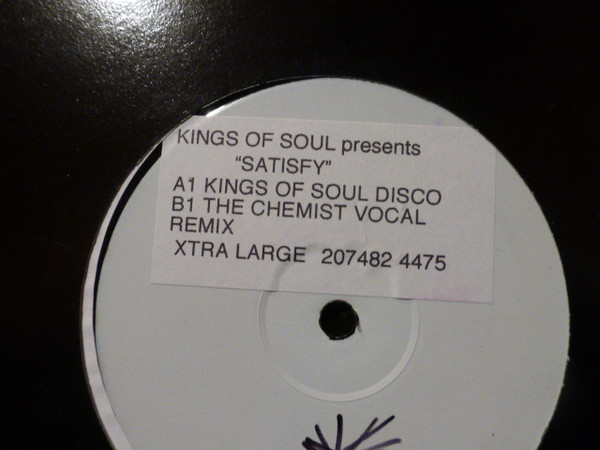 KINGS OF SOUL presents
"SATISFY"
A1 KINGS OF SOUL DISCO
B1 THE CHEMIST VOCAL
REMIX
XTRA LARGE 207482 4475